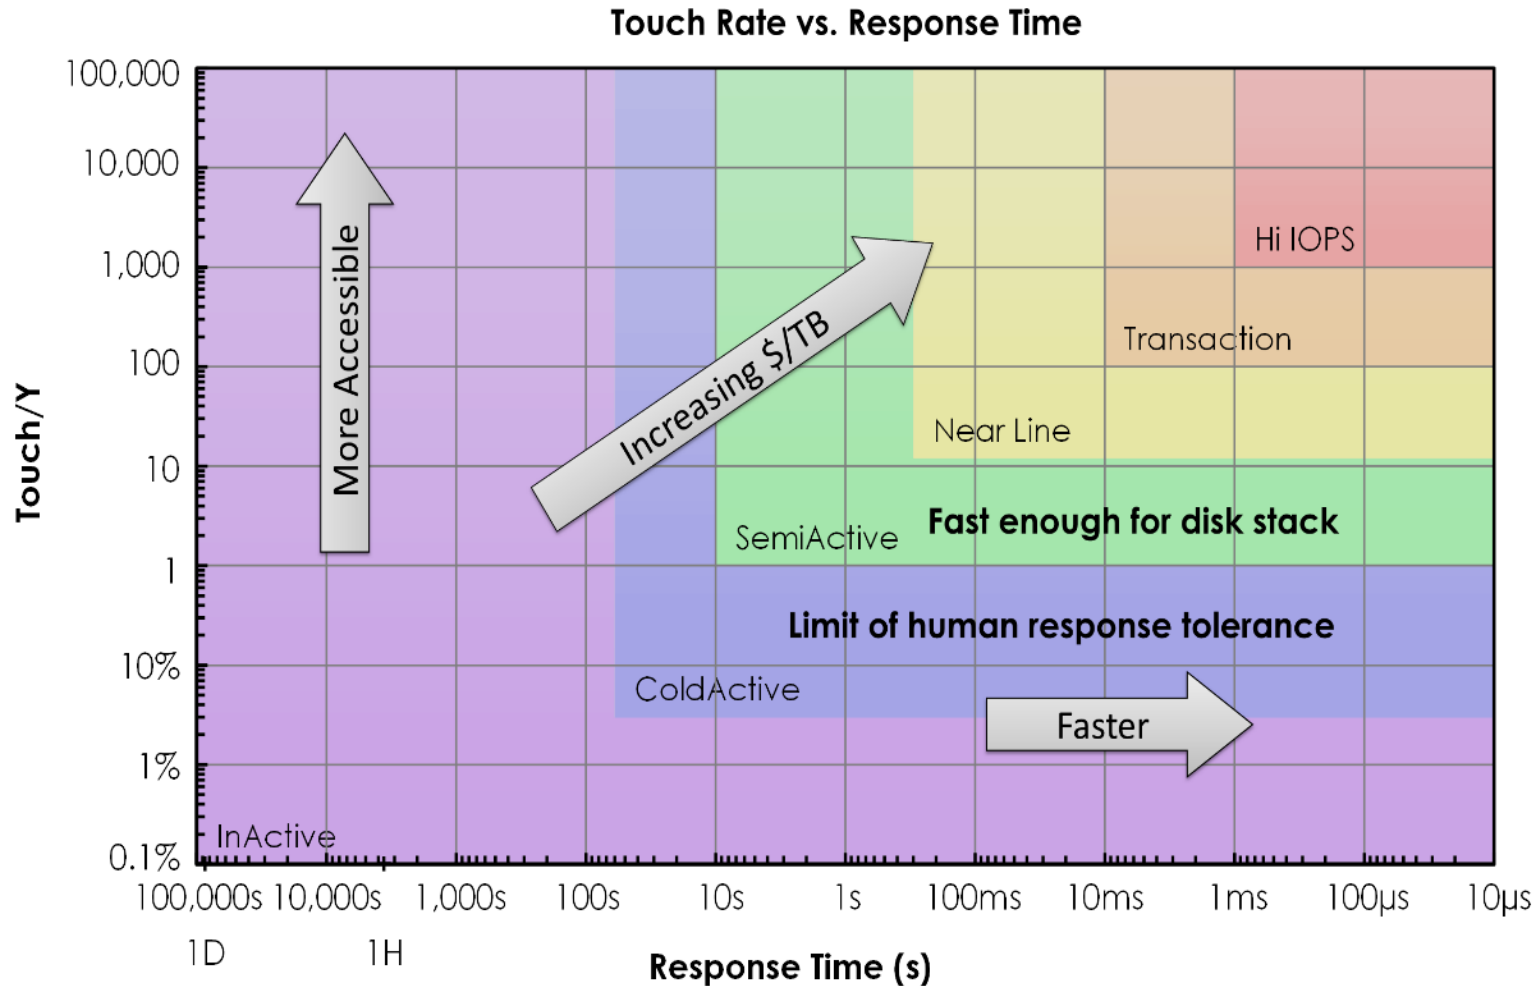 Touch Rate vs. Response Time
100,000
10,000
1,000
100
10
1
10%
1%
0.1%
Touch/Y
More Accessible
Increasing $/TB
Hi IOPS
Transaction
Near Line
Fast enough for disk stack
SemiActive
Limit of human response tolerance
ColdActive
Faster
InActive
100,000s 10,000s 1,000s 100s 10s 1s 100ms 10ms 1ms 100µs 10µs
1D 1H
Response Time (s)